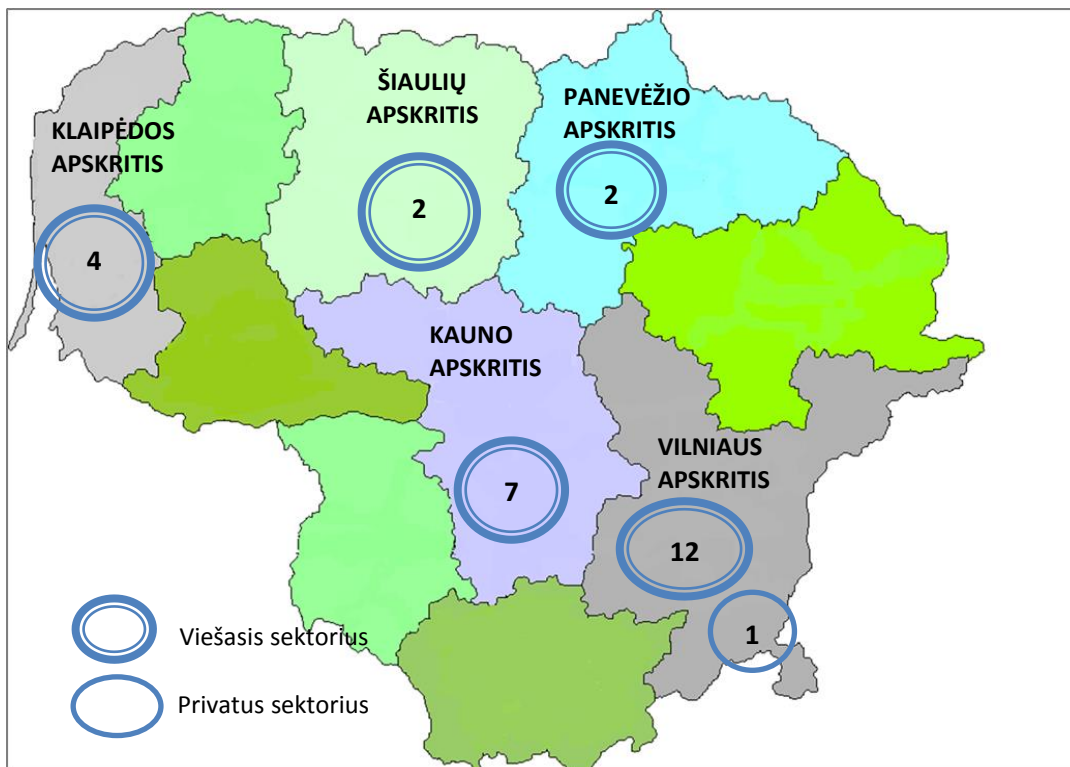 ŠIAULIŲ
APSKRITIS
2
PANEVĖŽIO
APSKRITIS
2
KLAIPĖDOS
APSKRITIS
4
KAUNO
APSKRITIS
7
VILNIAUS
APSKRITIS
12
1
Viešasis sektorius
Privatus sektorius